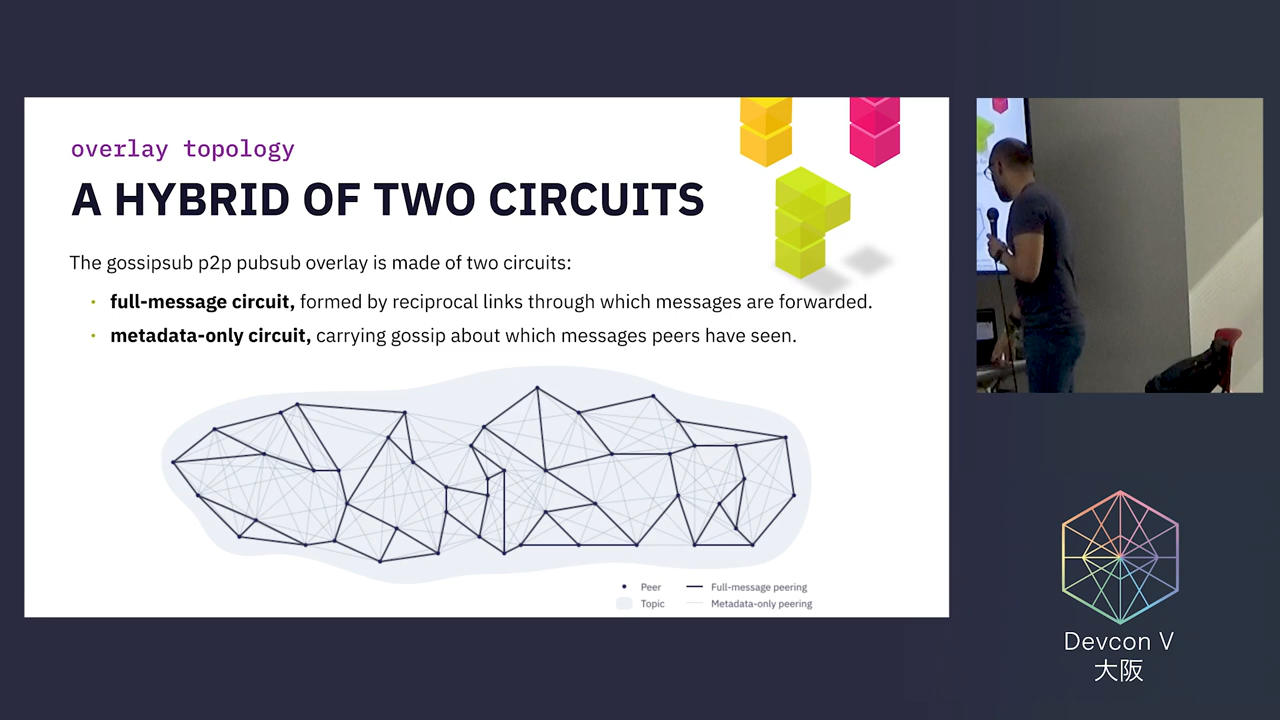 overlay topology
A HYBRID OF TWO CIRCUITS
The gossipsub p2p pubsub overlay is made of two circuits:
• full-message circuit, formed by reciprocal links through which messages are forwarded.
• metadata-only circuit, carrying gossip about which messages peers have seen.
Peer
Full-message peering
Topic
Metadata-only peering
Devcon V
大阪